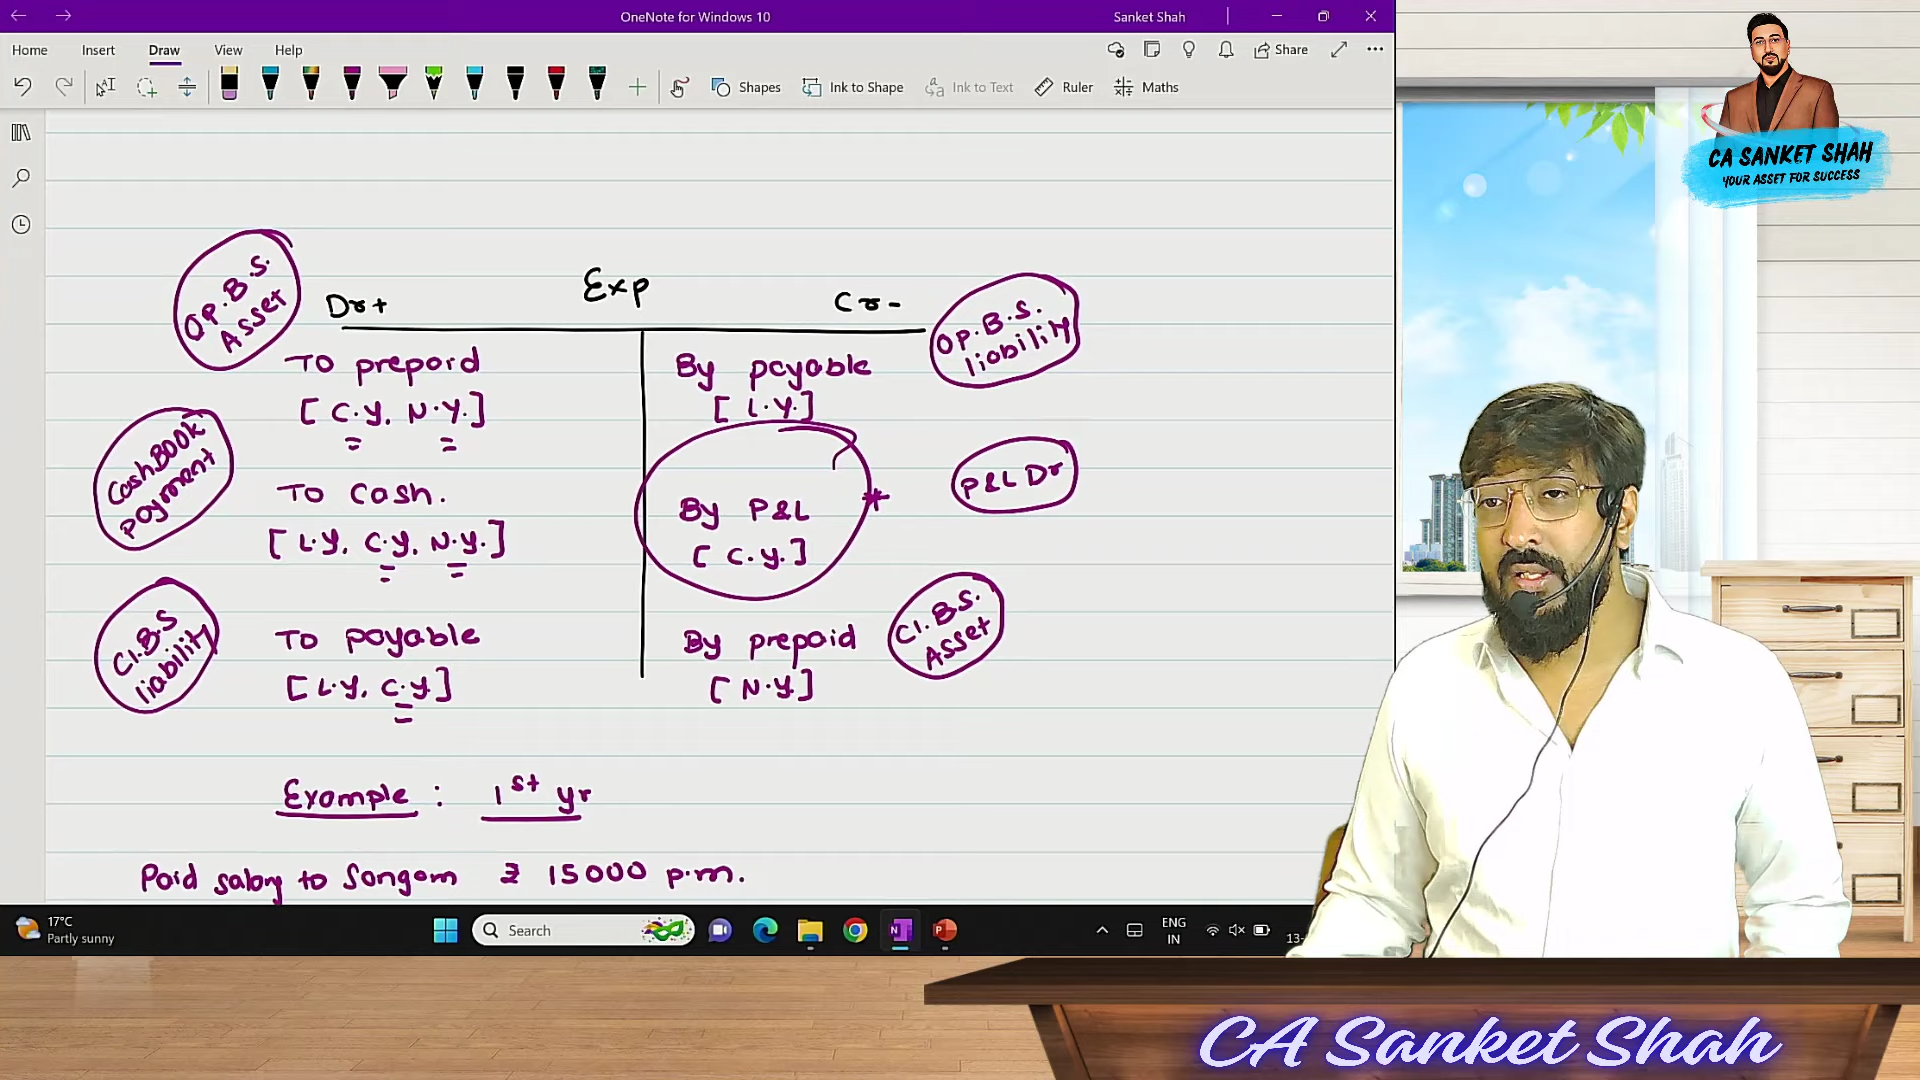 OneNote for Windows 10
Sanket Shah
Home Insert Draw View Help
Share
Shapes Ink to Shape Ink to Text Ruler Maths
CA SANKET SHAH
YOUR ASSET FOR SUCCESS
Exp
Dr+ Cr-
Op.B.S. Asset
Op.B.S. liability
To prepaid By payable
[C.Y, N.Y.] [L.Y.]
CashBook payment
P&L Dr
To Cash. By P&L *
[L.Y, C.Y, N.Y.] [C.Y.]
Cl.B.S liability
Cl.B.S. Asset
To payable By prepaid
[L.Y, C.Y] [N.Y.]
Example : 1st yr
Paid salary to Sangam ₹ 15000 p.m.
17°C
Partly sunny
Search
ENG
IN
13-
CA Sanket Shah